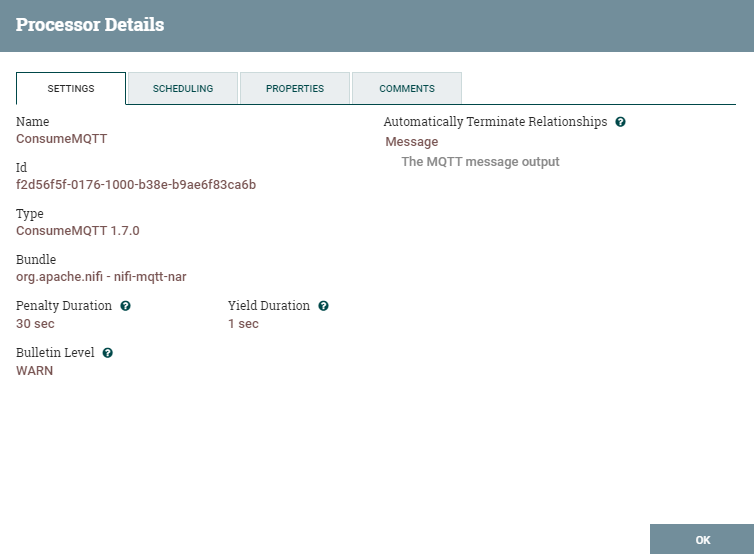 Processor Details
SETTINGS
SCHEDULING
PROPERTIES
COMMENTS
Name
ConsumeMQTT
Id
f2d56f5f-0176-1000-b38e-b9ae6f83ca6b
Type
ConsumeMQTT 1.7.0
Bundle
org.apache.nifi - nifi-mqtt-nar
Penalty Duration ?
30 sec
Yield Duration ?
1 sec
Bulletin Level ?
WARN
Automatically Terminate Relationships ?
Message
The MQTT message output
OK